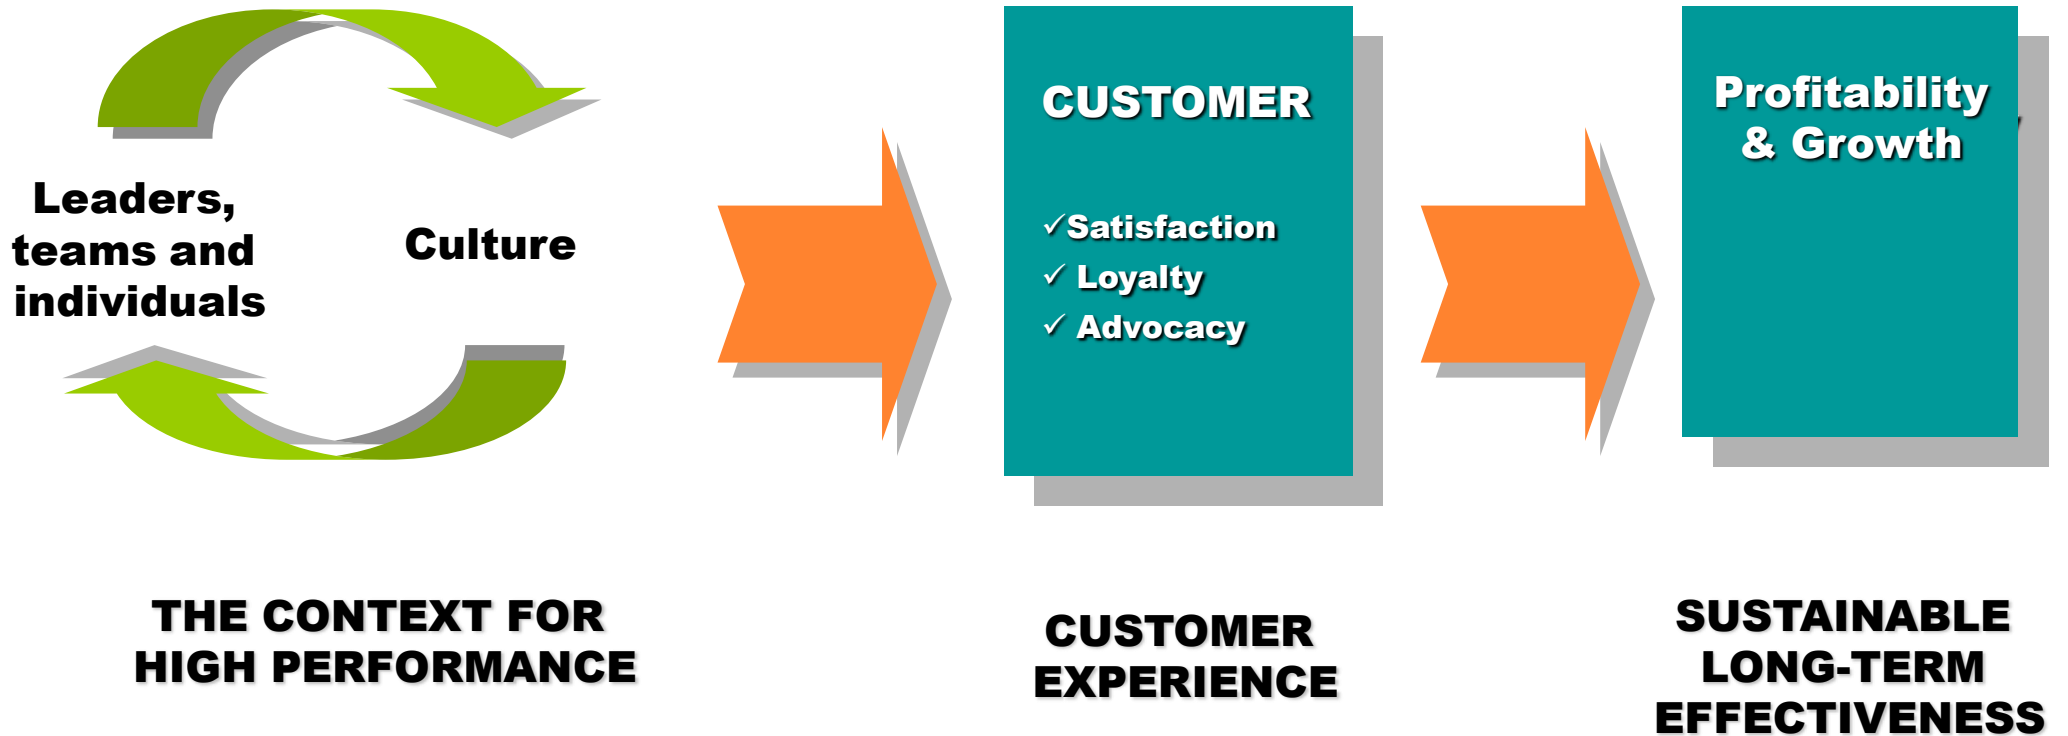 Leaders,
teams and
individuals
Culture
CUSTOMER
✓Satisfaction
✓ Loyalty
✓ Advocacy
Profitability
& Growth
THE CONTEXT FOR
HIGH PERFORMANCE
CUSTOMER
EXPERIENCE
SUSTAINABLE
LONG-TERM
EFFECTIVENESS